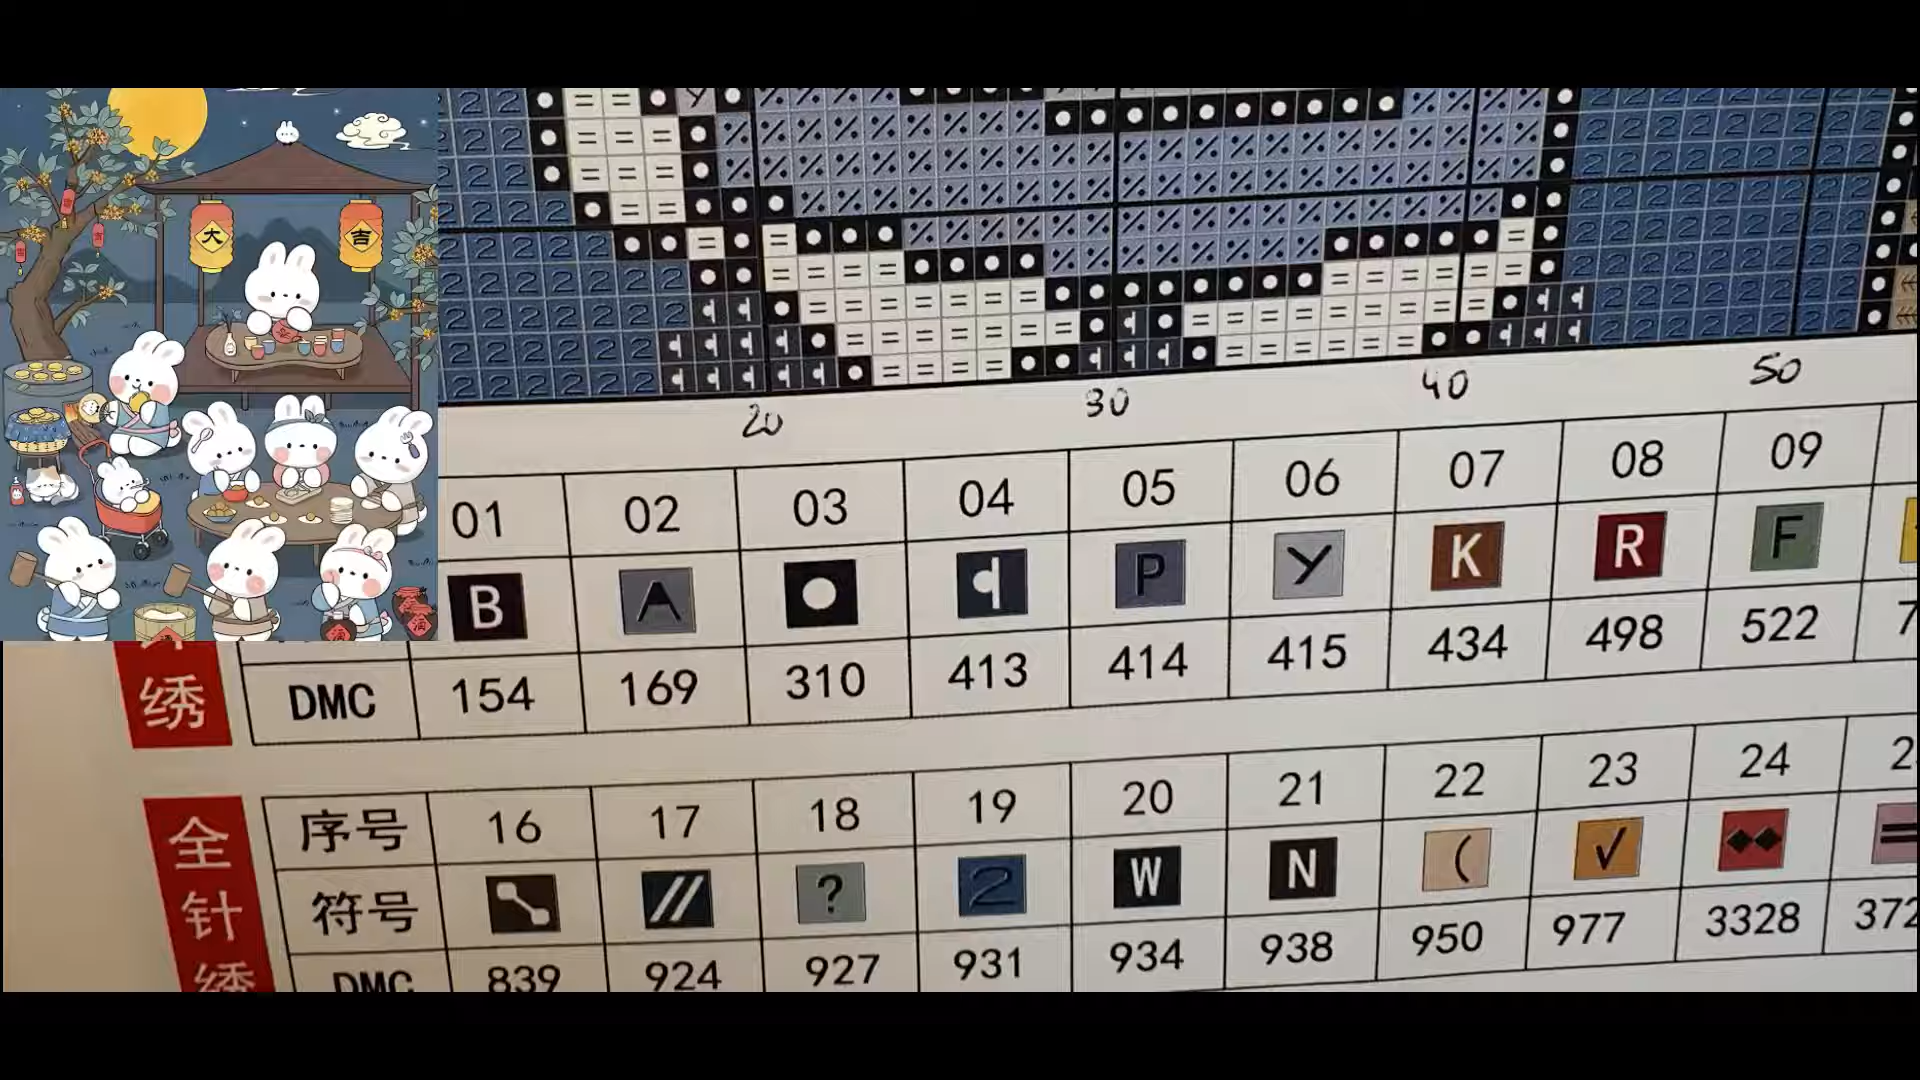 大 吉
20 30 40 50
01 02 03 04 05 06 07 08 09
B A P Y K R F
DMC 154 169 310 413 414 415 434 498 522
绣
全针绣
序号 16 17 18 19 20 21 22 23 24
符号 // ? 2 W N ( √
DMC 839 924 927 931 934 938 950 977 3328